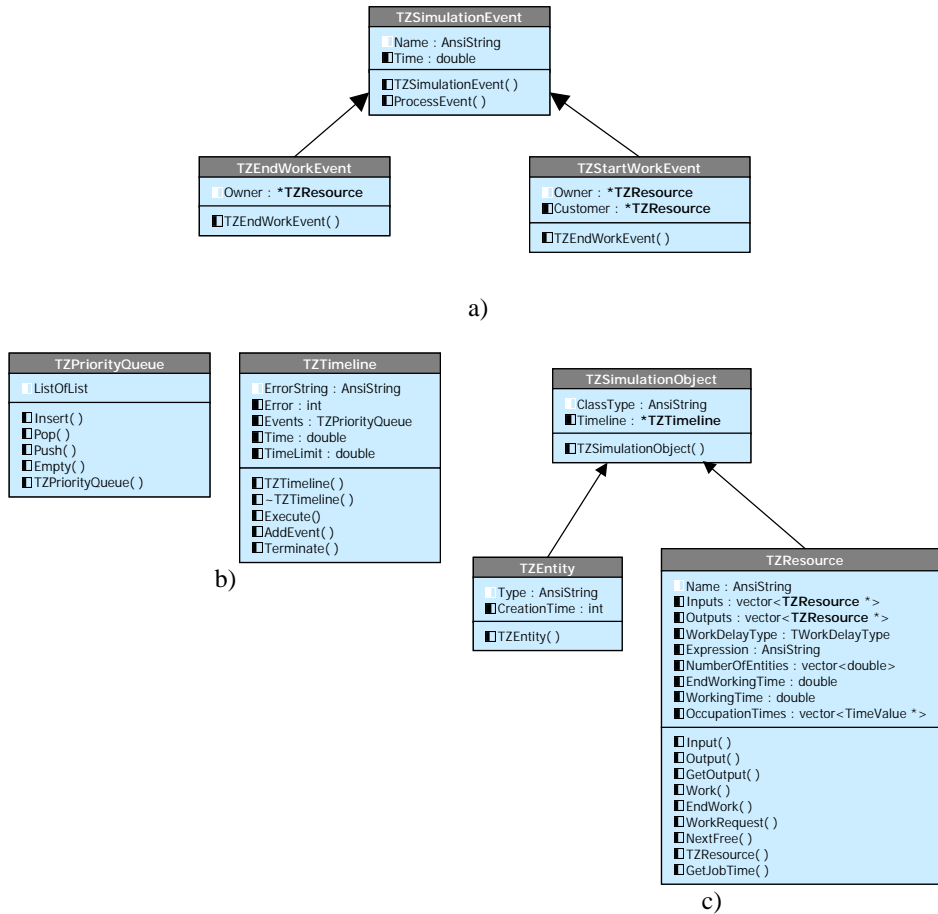 TZSimulationEvent
Name : AnsiString
Time : double
TZSimulationEvent( )
ProcessEvent( )
TZEndWorkEvent
Owner : *TZResource
TZEndWorkEvent( )
TZStartWorkEvent
Owner : *TZResource
Customer : *TZResource
TZEndWorkEvent( )
a)
TZPriorityQueue
ListOfList
Insert( )
Pop( )
Push( )
Empty( )
TZPriorityQueue( )
TZTimeline
ErrorString : AnsiString
Error : int
Events : TZPriorityQueue
Time : double
TimeLimit : double
TZTimeline( )
~TZTimeline( )
Execute()
AddEvent( )
Terminate( )
b)
TZSimulationObject
ClassType : AnsiString
Timeline : *TZTimeline
TZSimulationObject( )
TZEntity
Type : AnsiString
CreationTime : int
TZEntity( )
TZResource
Name : AnsiString
Inputs : vector<TZResource *>
Outputs : vector<TZResource *>
WorkDelayType : TWorkDelayType
Expression : AnsiString
NumberOfEntities : vector<double>
EndWorkingTime : double
WorkingTime : double
OccupationTimes : vector<TimeValue *>
Input( )
Output( )
GetOutput( )
Work( )
EndWork( )
WorkRequest( )
NextFree( )
TZResource( )
GetJobTime( )
c)